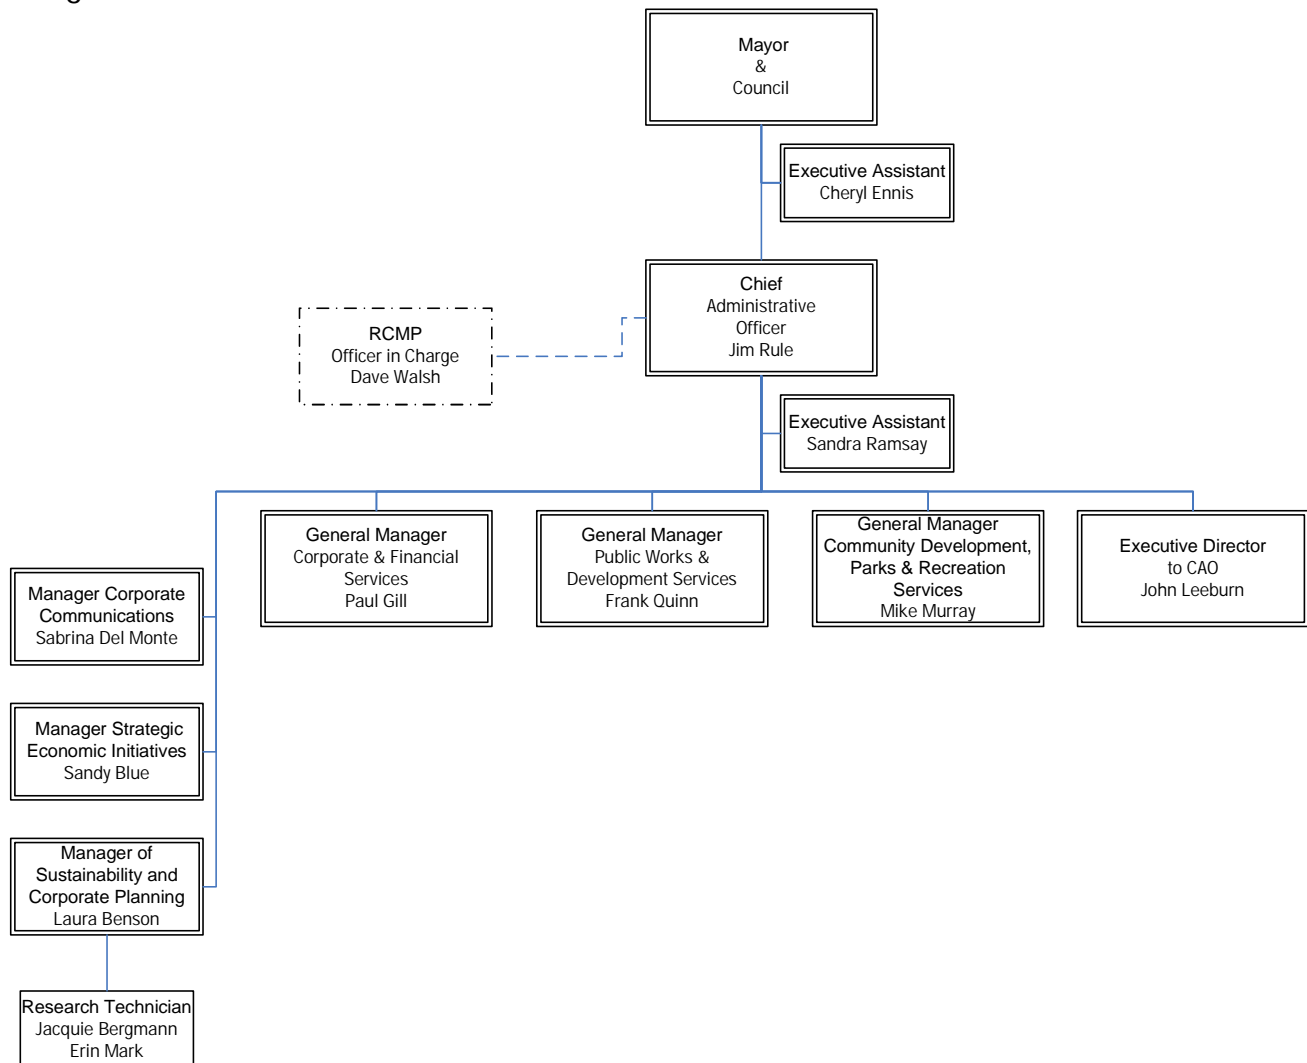 Mayor
&
Council
Executive Assistant
Cheryl Ennis
Chief
Administrative
Officer
Jim Rule
RCMP
Officer in Charge
Dave Walsh
Executive Assistant
Sandra Ramsay
General Manager
Corporate & Financial
Services
Paul Gill
General Manager
Public Works &
Development Services
Frank Quinn
General Manager
Community Development,
Parks & Recreation
Services
Mike Murray
Executive Director
to CAO
John Leeburn
Manager Corporate
Communications
Sabrina Del Monte
Manager Strategic
Economic Initiatives
Sandy Blue
Manager of
Sustainability and
Corporate Planning
Laura Benson
Research Technician
Jacquie Bergmann
Erin Mark